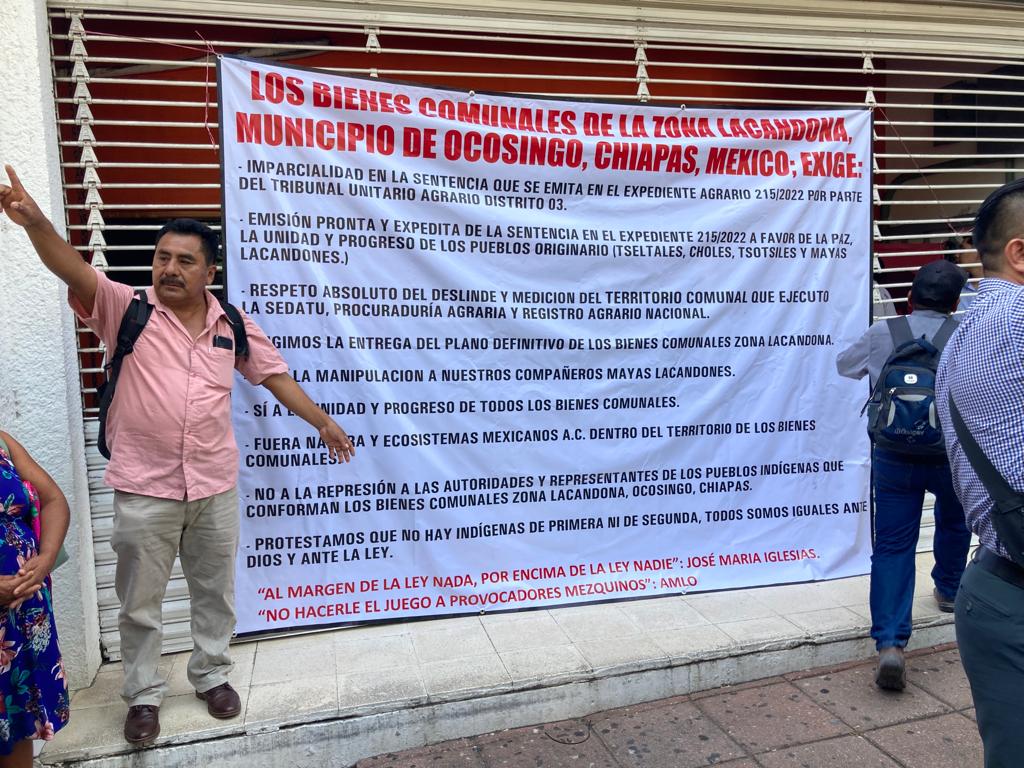 LOS BIENES COMUNALES DE LA ZONA LACANDONA,
MUNICIPIO DE OCOSINGO, CHIAPAS, MEXICO; EXIGE:
- IMPARCIALIDAD EN LA SENTENCIA QUE SE EMITA EN EL EXPEDIENTE AGRARIO 215/2022 POR PARTE
DEL TRIBUNAL UNITARIO AGRARIO DISTRITO 03.
- EMISIÓN PRONTA Y EXPEDITA DE LA SENTENCIA EN EL EXPEDIENTE 215/2022 A FAVOR DE LA PAZ,
LA UNIDAD Y PROGRESO DE LOS PUEBLOS ORIGINARIO (TSELTALES, CHOLES, TSOTSILES Y MAYAS
LACANDONES.)
- RESPETO ABSOLUTO DEL DESLINDE Y MEDICION DEL TERRITORIO COMUNAL QUE EJECUTO
LA SEDATU, PROCURADURÍA AGRARIA Y REGISTRO AGRARIO NACIONAL.
IGIMOS LA ENTREGA DEL PLANO DEFINITIVO DE LOS BIENES COMUNALES ZONA LACANDONA.
LA MANIPULACION A NUESTROS COMPAÑEROS MAYAS LACANDONES.
- SÍ A L NIDAD Y PROGRESO DE TODOS LOS BIENES COMUNALES.
- FUERA NA RA Y ECOSISTEMAS MEXICANOS A.C. DENTRO DEL TERRITORIO DE LOS BIENES
COMUNALES.
- NO A LA REPRESIÓN A LAS AUTORIDADES Y REPRESENTANTES DE LOS PUEBLOS INDÍGENAS QUE
CONFORMAN LOS BIENES COMUNALES ZONA LACANDONA, OCOSINGO, CHIAPAS.
- PROTESTAMOS QUE NO HAY INDÍGENAS DE PRIMERA NI DE SEGUNDA, TODOS SOMOS IGUALES ANTE
DIOS Y ANTE LA LEY.
"AL MARGEN DE LA LEY NADA, POR ENCIMA DE LA LEY NADIE": JOSÉ MARIA IGLESIAS.
"NO HACERLE EL JUEGO A PROVOCADORES MEZQUINOS": AMLO